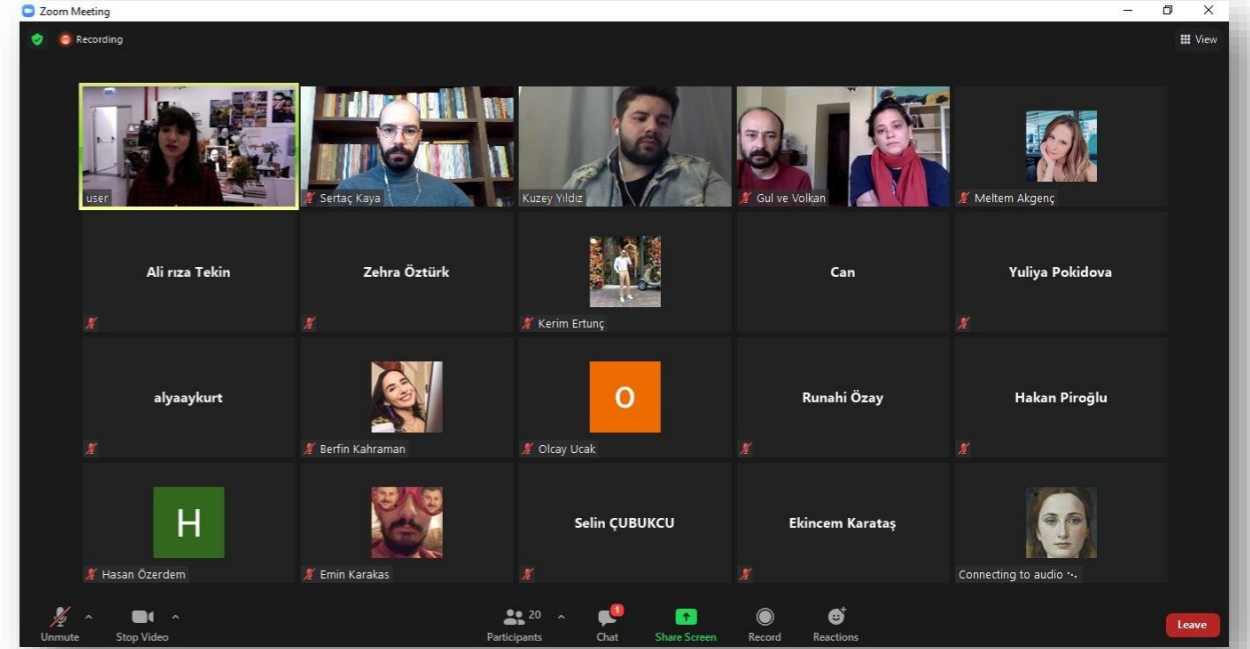 Zoom Meeting
Recording
View
user
Sertaç Kaya
Kuzey Yıldız
Gul ve Volkan
Meltem Akgenç
Ali rıza Tekin
Zehra Öztürk
Kerim Ertunç
Can
Yuliya Pokidova
alyaaykurt
Berfin Kahraman
O
Olcay Ucak
Runahi Özay
Hakan Piroğlu
H
Hasan Özerdem
Emin Karakas
Selin ÇUBUKCU
Ekincem Karataş
Connecting to audio
Unmute
Stop Video
20
Participants
1
Chat
Share Screen
Record
Reactions
Leave